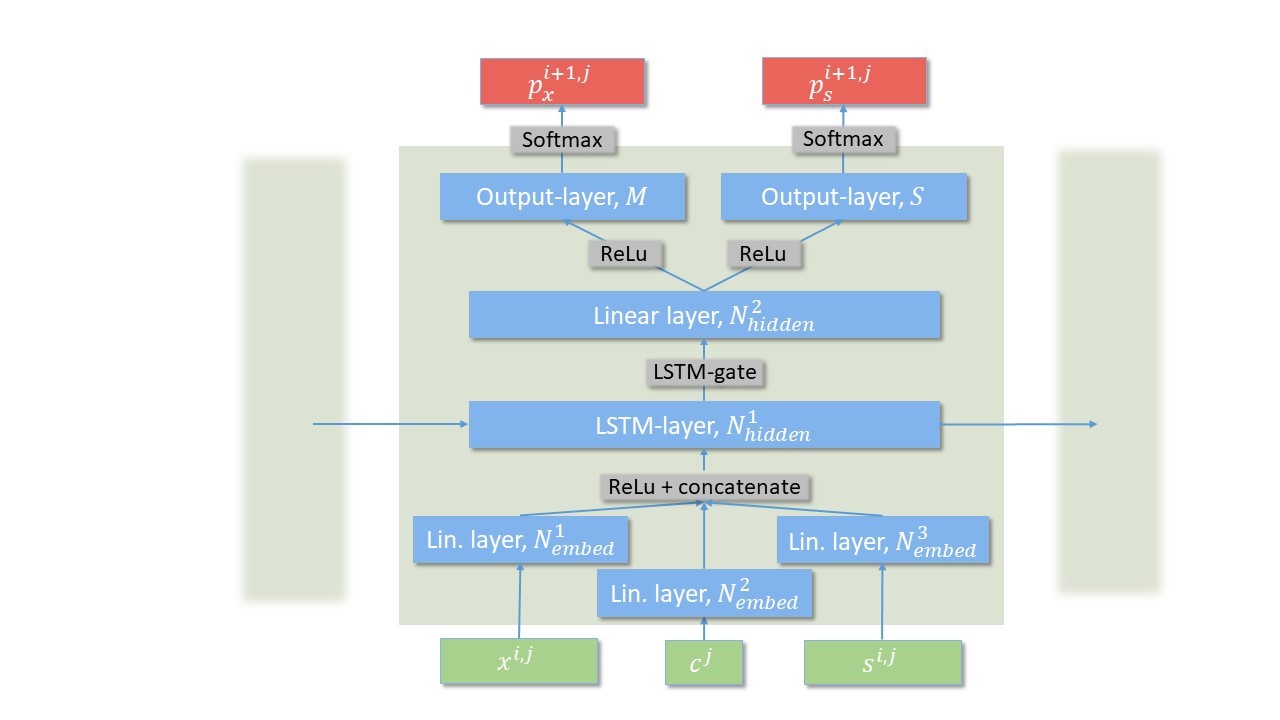 p_x^{i+1,j}
p_s^{i+1,j}
Softmax
Softmax
Output-layer, M
Output-layer, S
ReLu
ReLu
Linear layer, N_{hidden}^2
LSTM-gate
LSTM-layer, N_{hidden}^1
ReLu + concatenate
Lin. layer, N_{embed}^1
Lin. layer, N_{embed}^3
Lin. layer, N_{embed}^2
x^{i,j}
c^j
s^{i,j}